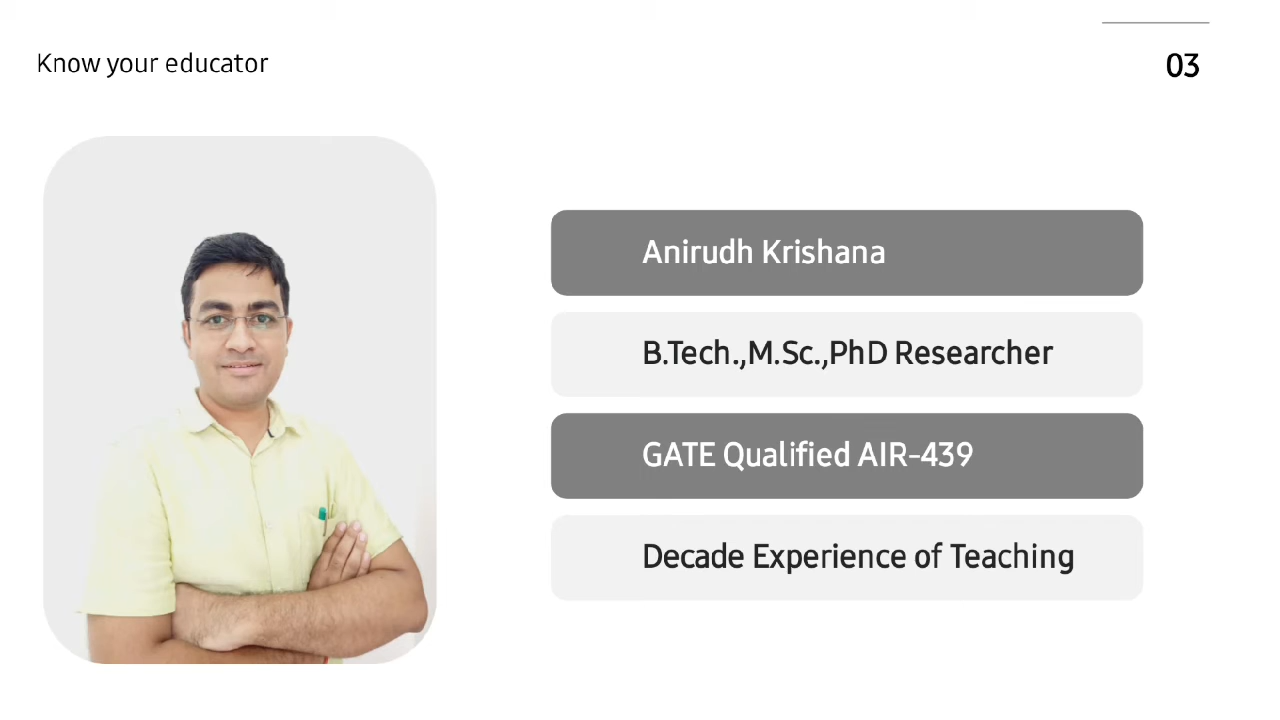 Know your educator
03
Anirudh Krishana
B.Tech.,M.Sc.,PhD Researcher
GATE Qualified AIR-439
Decade Experience of Teaching